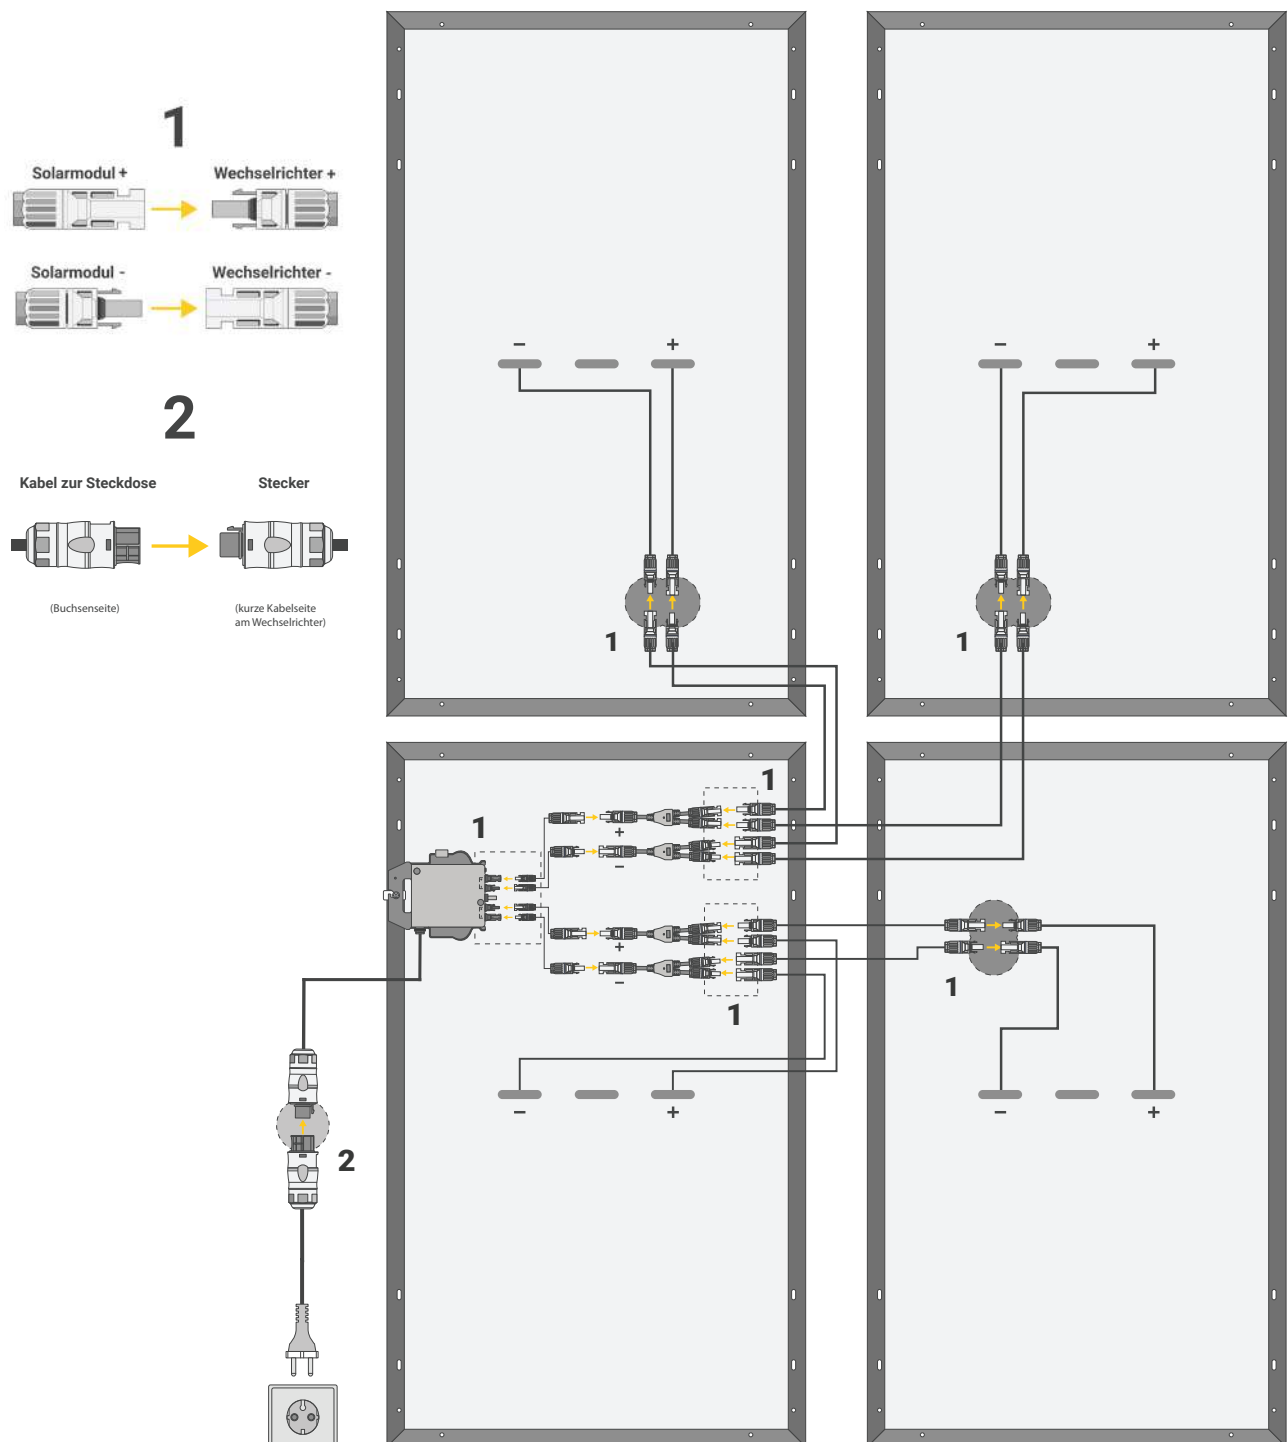 1
Solarmodul +
Wechselrichter +
Solarmodul -
Wechselrichter -
2
Kabel zur Steckdose
Stecker
(Buchsenseite)
(kurze Kabelseite
am Wechselrichter)
− +
− +
1
1
1
1
+
−
+
−
1
1
− +
− +
2